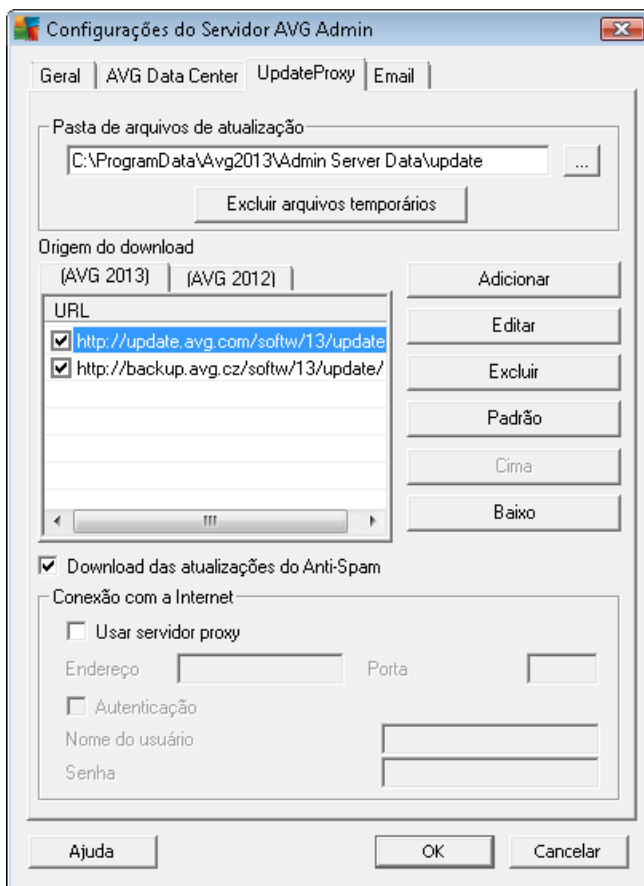 Configurações do Servidor AVG Admin
Geral AVG Data Center UpdateProxy Email
Pasta de arquivos de atualização
C:\ProgramData\Avg2013\Admin Server Data\update ...
Excluir arquivos temporários
Origem do download
(AVG 2013) (AVG 2012)
URL
http://update.avg.com/softw/13/update
http://backup.avg.cz/softw/13/update/
Adicionar
Editar
Excluir
Padrão
Cima
Baixo
Download das atualizações do Anti-Spam
Conexão com a Internet
Usar servidor proxy
Endereço Porta
Autenticação
Nome do usuário
Senha
Ajuda OK Cancelar